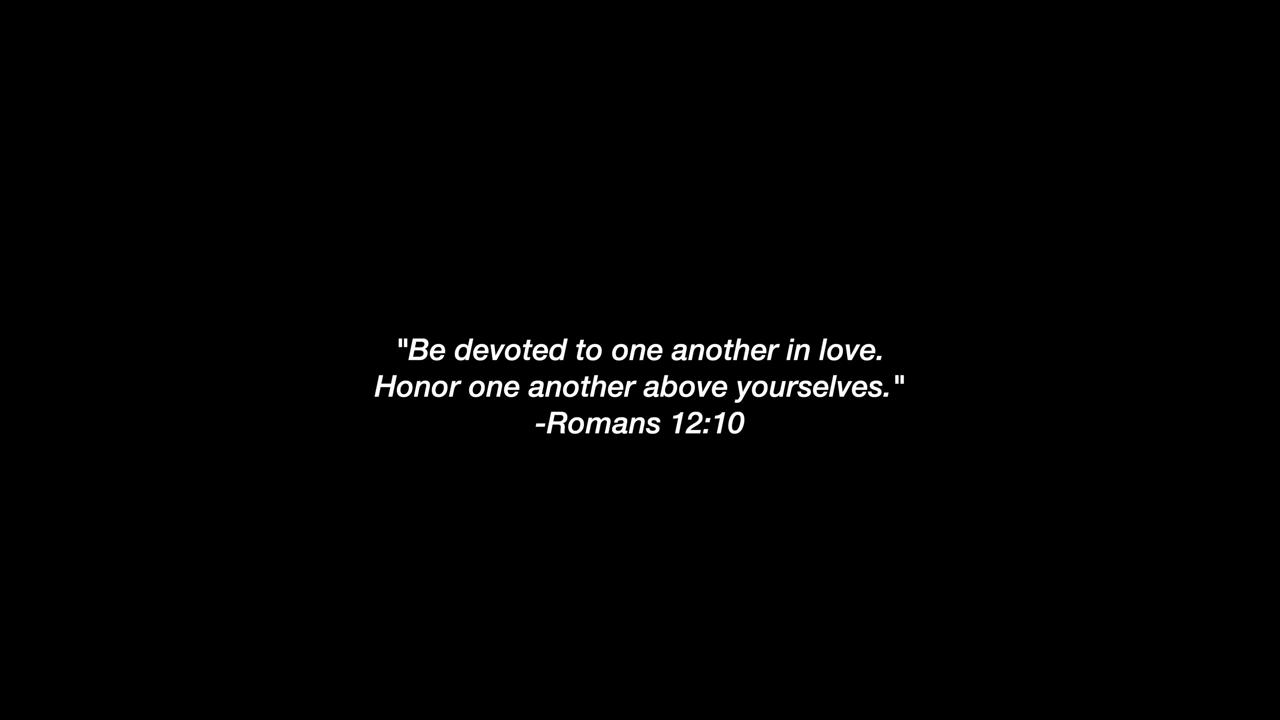 "Be devoted to one another in love.
Honor one another above yourselves."
-Romans 12:10